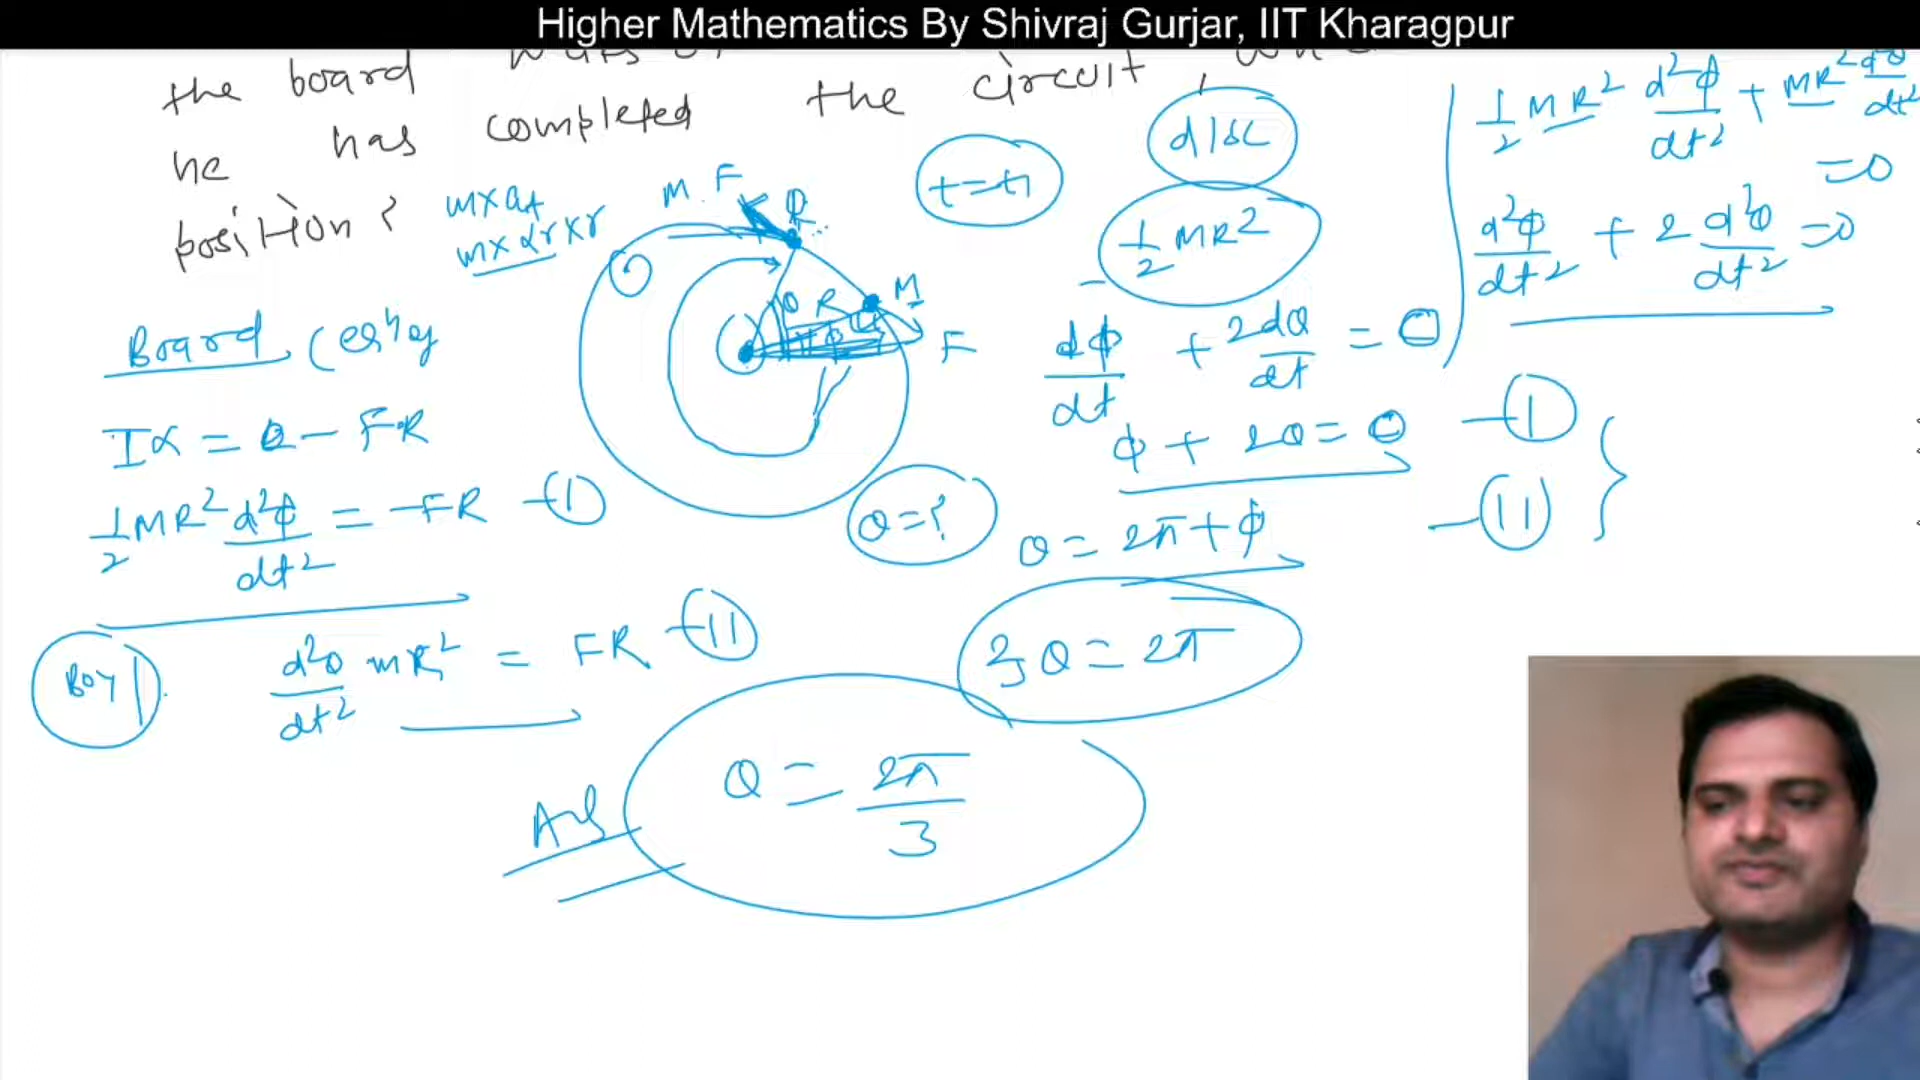 Higher Mathematics By Shivraj Gurjar, IIT Kharagpur
the board
he has completed the circuit,
position ?
m×at
m×αr×r
M
F
P
θ
R
M
φ
F
t=t1
disc
1/2 MR²
1/2 MR² d²φ/dt² + MR² d²θ/dt²
=0
d²φ/dt² + 2 d²θ/dt² =0
Board
Iα = 0 - FR
1/2 MR² d²φ/dt² = -FR -(I)
Boy
d²θ/dt² mR² = FR -(II)
dφ/dt + 2dθ/dt = 0
φ + 2θ = 0 -(I)
θ = ?
θ = 2π + φ -(II)
3θ = 2π
Ans θ = 2π/3